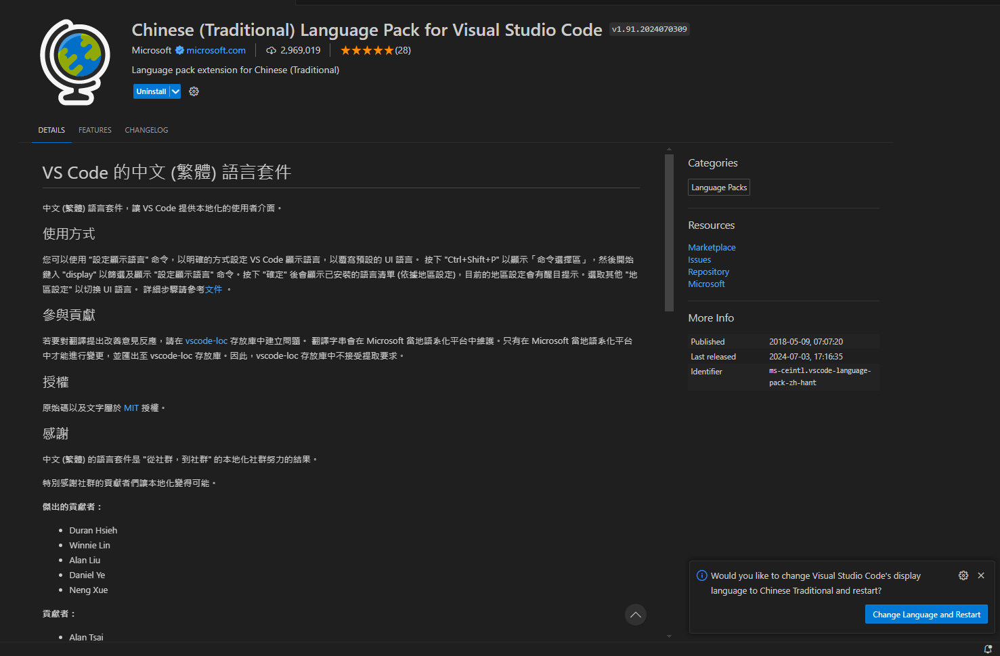 Chinese (Traditional) Language Pack for Visual Studio Code v1.91.2024070309
Microsoft microsoft.com 2,969,019 (28)
Language pack extension for Chinese (Traditional)
Uninstall
DETAILS FEATURES CHANGELOG
VS Code 的中文 (繁體) 語言套件
中文 (繁體) 語言套件，讓 VS Code 提供本地化的使用者介面。
使用方式
您可以使用 "設定顯示語言" 命令，以明確的方式設定 VS Code 顯示語言，以覆寫預設的 UI 語言。 按下 "Ctrl+Shift+P" 以顯示「命令選擇區」，然後開始
鍵入 "display" 以篩選及顯示 "設定顯示語言" 命令。按下 "確定" 後會顯示已安裝的語言清單 (依據地區設定)，目前的地區設定會有醒目提示。選取其他 "地
區設定" 以切換 UI 語言。 詳細步驟請參考文件 。
參與貢獻
若要對翻譯提出改善意見反應，請在 vscode-loc 存放庫中建立問題。 翻譯字串會在 Microsoft 當地語系化平台中維護。只有在 Microsoft 當地語系化平台
中才能進行變更，並匯出至 vscode-loc 存放庫。因此，vscode-loc 存放庫中不接受提取要求。
授權
原始碼以及文字屬於 MIT 授權。
感謝
中文 (繁體) 的語言套件是 "從社群，到社群" 的本地化社群努力的結果。
特別感謝社群的貢獻者們讓本地化變得可能。
傑出的貢獻者：
Duran Hsieh
Winnie Lin
Alan Liu
Daniel Ye
Neng Xue
貢獻者：
Alan Tsai
Categories
Language Packs
Resources
Marketplace
Issues
Repository
Microsoft
More Info
Published 2018-05-09, 07:07:20
Last released 2024-07-03, 17:16:35
Identifier ms-ceintl.vscode-language-
pack-zh-hant
Would you like to change Visual Studio Code's display
language to Chinese Traditional and restart?
Change Language and Restart